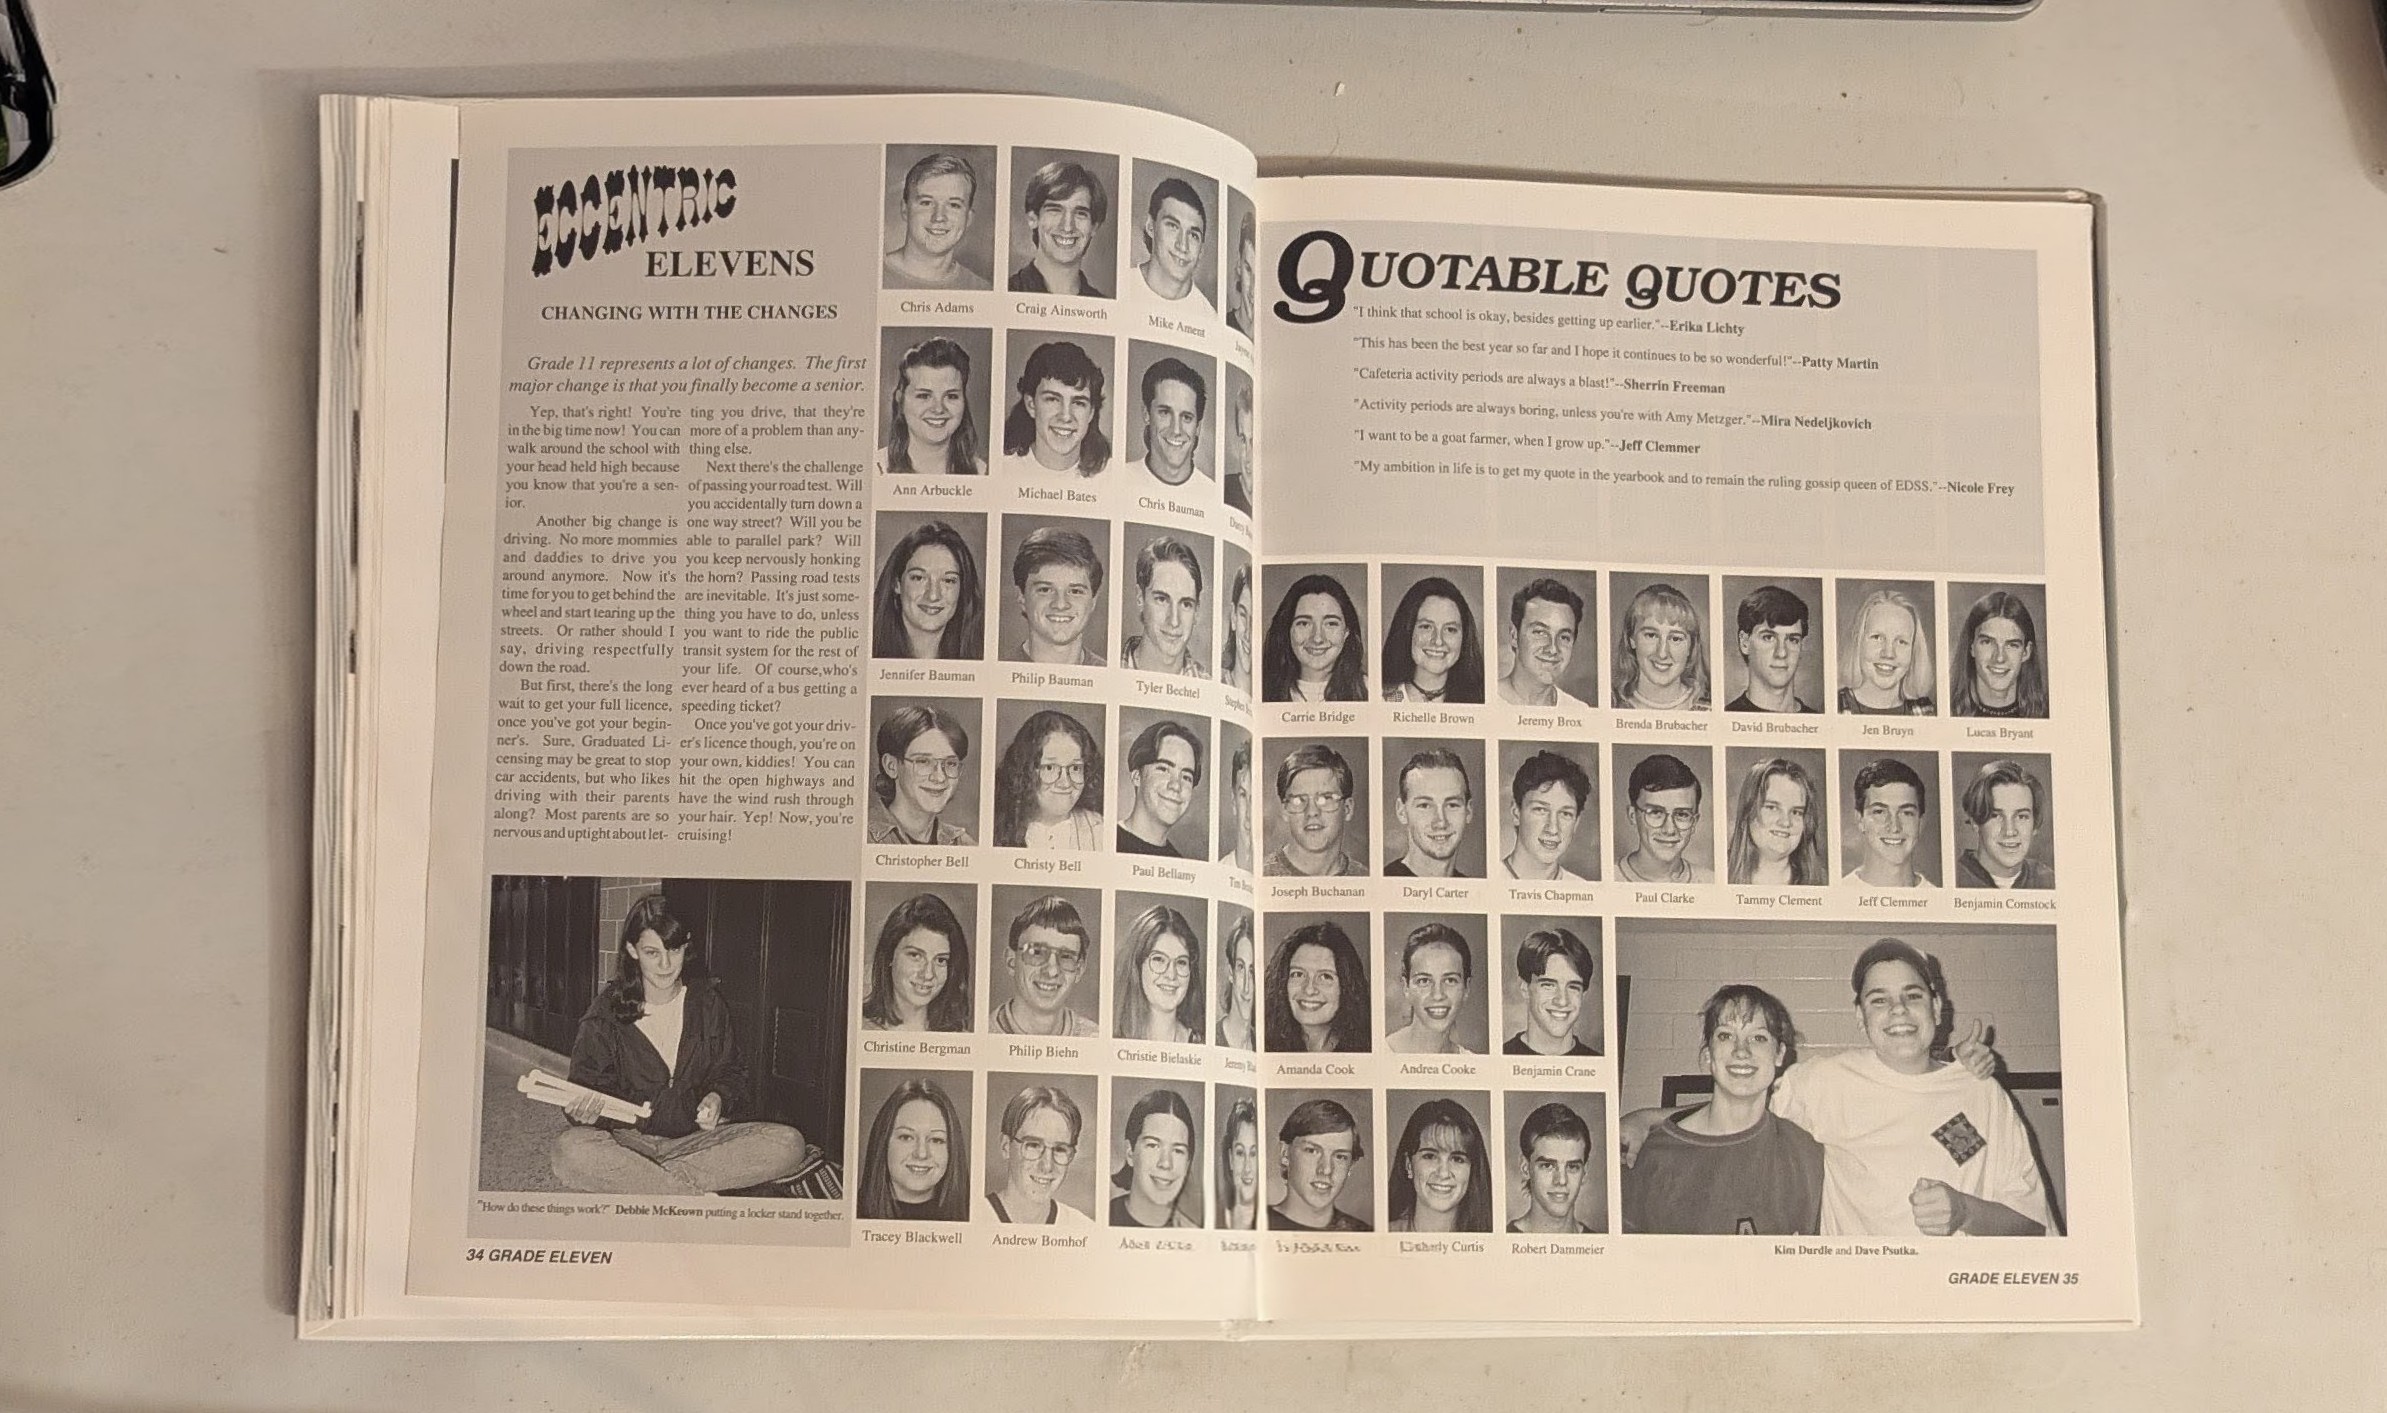 ECCENTRIC
ELEVENS
CHANGING WITH THE CHANGES
Grade 11 represents a lot of changes. The first
major change is that you finally become a senior.
Yep, that's right! You're
in the big time now! You can
walk around the school with
your head held high because
you know that you're a sen-
ior.
Another big change is
driving. No more mommies
and daddies to drive you
around anymore. Now it's
time for you to get behind the
wheel and start tearing up the
streets. Or rather should I
say, driving respectfully
down the road.
But first, there's the long
wait to get your full licence,
once you've got your begin-
ner's. Sure, Graduated Li-
censing may be great to stop
car accidents, but who likes
driving with their parents
along? Most parents are so
nervous and uptight about let-
ting you drive, that they're
more of a problem than any-
thing else.
Next there's the challenge
of passing your road test. Will
you accidentally turn down a
one way street? Will you be
able to parallel park? Will
you keep nervously honking
the horn? Passing road tests
are inevitable. It's just some-
thing you have to do, unless
you want to ride the public
transit system for the rest of
your life. Of course,who's
ever heard of a bus getting a
speeding ticket?
Once you've got your driv-
er's licence though, you're on
your own, kiddies! You can
hit the open highways and
have the wind rush through
your hair. Yep! Now, you're
cruising!
"How do these things work?" Debbie McKeown putting a locker stand together.
34 GRADE ELEVEN
Chris Adams Craig Ainsworth Mike Ament
Ann Arbuckle Michael Bates Chris Bauman
Jennifer Bauman Philip Bauman Tyler Bechtel
Christopher Bell Christy Bell Paul Bellamy
Christine Bergman Philip Biehn Christie Bielaskie Jeremy
Tracey Blackwell Andrew Bomhof
QUOTABLE QUOTES
"I think that school is okay, besides getting up earlier."--Erika Lichty
"This has been the best year so far and I hope it continues to be so wonderful!"--Patty Martin
"Cafeteria activity periods are always a blast!"--Sherrin Freeman
"Activity periods are always boring, unless you're with Amy Metzger."--Mira Nedeljkovich
"I want to be a goat farmer, when I grow up."--Jeff Clemmer
"My ambition in life is to get my quote in the yearbook and to remain the ruling gossip queen of EDSS."--Nicole Frey
Carrie Bridge Richelle Brown Jeremy Brox Brenda Brubacher David Brubacher Jen Bruyn Lucas Bryant
Joseph Buchanan Daryl Carter Travis Chapman Paul Clarke Tammy Clement Jeff Clemmer Benjamin Comstock
Amanda Cook Andrea Cooke Benjamin Crane
Curtis Robert Dammeier
Kim Durdle and Dave Psutka.
GRADE ELEVEN 35